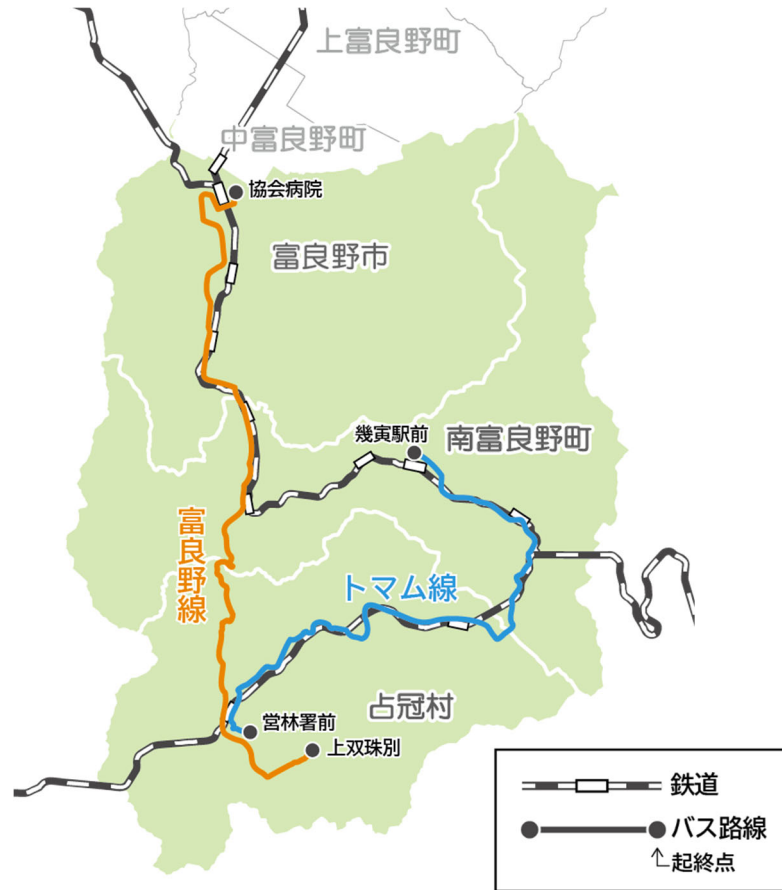 上富良野町
中富良野町
協会病院
富良野市
幾寅駅前
南富良野町
富良野線
トマム線
占冠村
営林署前
上双珠別
鉄道
バス路線
起終点